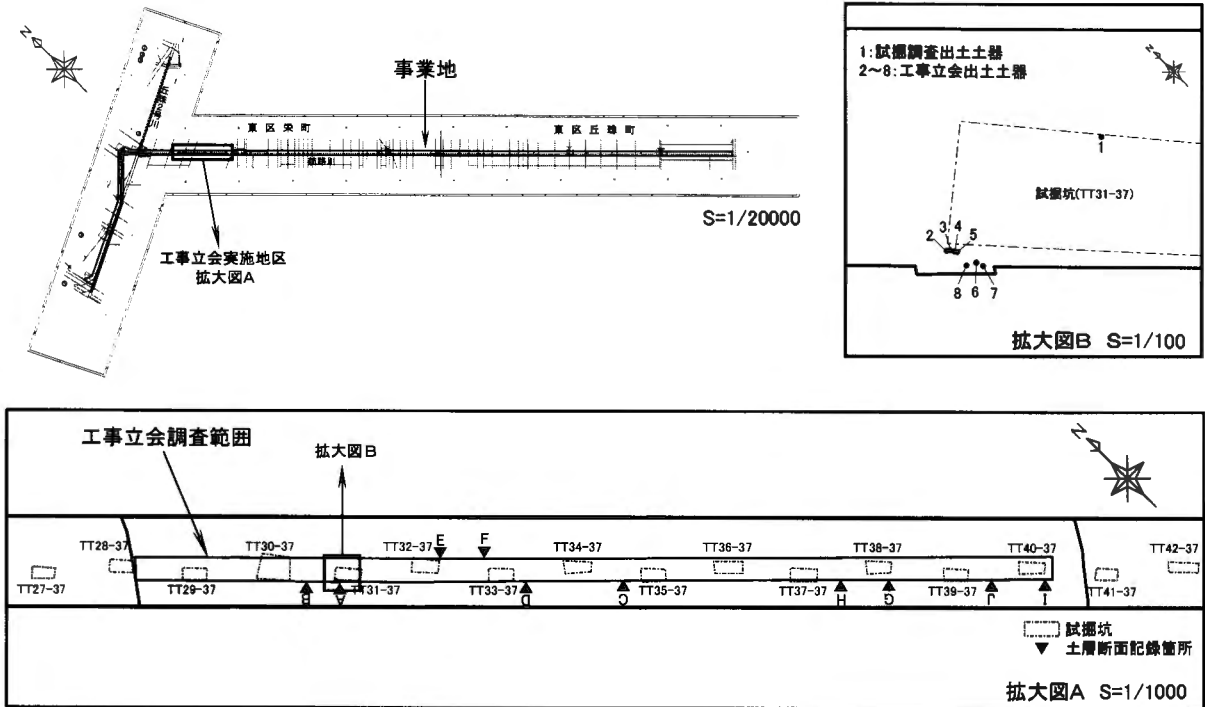 N
事業地
東区栄町
東区丘珠町
S=1/20000
工事立会実施地区
拡大図A
N
1:試掘調査出土土器
2~8:工事立会出土土器
1
試掘坑(TT31-37)
3 4
2 5
8 6 7
拡大図B S=1/100
工事立会調査範囲
拡大図B
N
TT28-37 TT30-37 TT32-37 E F TT34-37 TT36-37 TT38-37 TT40-37 TT42-37
TT27-37 TT29-37 B A TT31-37 TT33-37 D C TT35-37 TT37-37 H G TT39-37 J I TT41-37
試掘坑
土層断面記録箇所
拡大図A S=1/1000